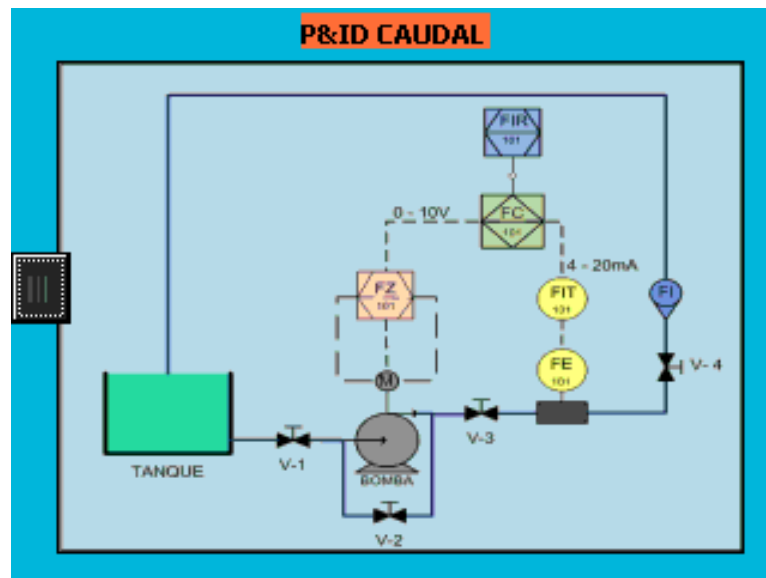 P&ID CAUDAL
FIR
101
0 - 10V
FC
101
4 - 20mA
FZ
101
FIT
101
FI
FE
101
M
V- 4
V-1
V-3
TANQUE
BOMBA
V-2